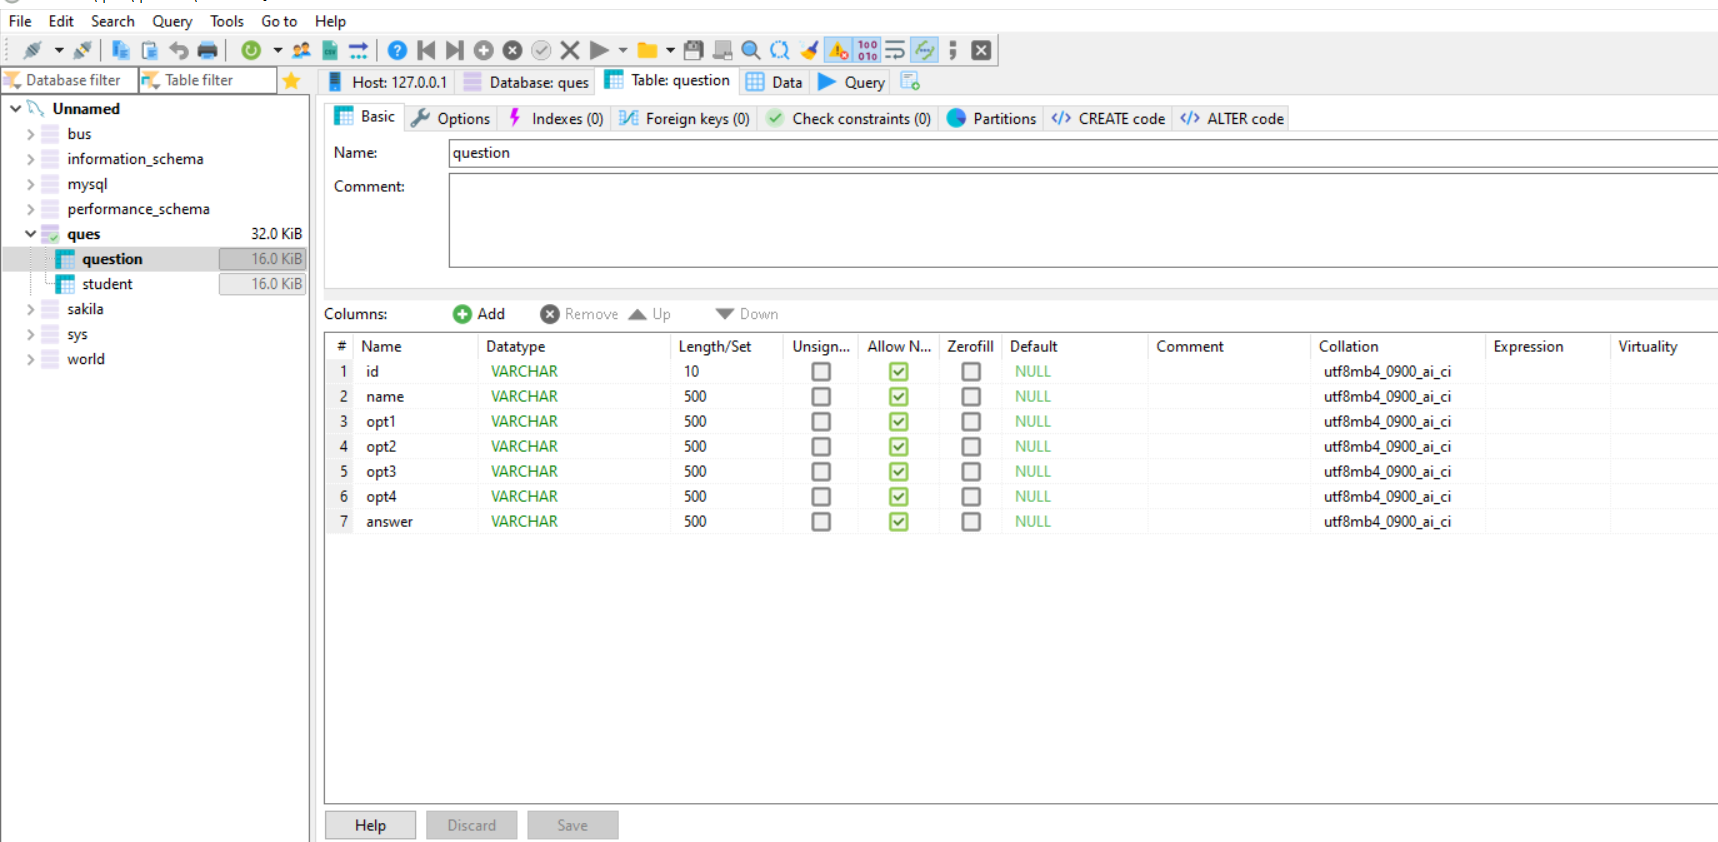 File Edit Search Query Tools Go to Help
Database filter Table filter Host: 127.0.0.1 Database: ques Table: question Data Query
Unnamed
bus
information_schema
mysql
performance_schema
ques 32.0 KiB
question 16.0 KiB
student 16.0 KiB
sakila
sys
world
Basic Options Indexes (0) Foreign keys (0) Check constraints (0) Partitions CREATE code ALTER code
Name: question
Comment:
Columns: Add Remove Up Down
# Name Datatype Length/Set Unsign... Allow N... Zerofill Default Comment Collation Expression Virtuality
1 id VARCHAR 10 NULL utf8mb4_0900_ai_ci
2 name VARCHAR 500 NULL utf8mb4_0900_ai_ci
3 opt1 VARCHAR 500 NULL utf8mb4_0900_ai_ci
4 opt2 VARCHAR 500 NULL utf8mb4_0900_ai_ci
5 opt3 VARCHAR 500 NULL utf8mb4_0900_ai_ci
6 opt4 VARCHAR 500 NULL utf8mb4_0900_ai_ci
7 answer VARCHAR 500 NULL utf8mb4_0900_ai_ci
Help Discard Save